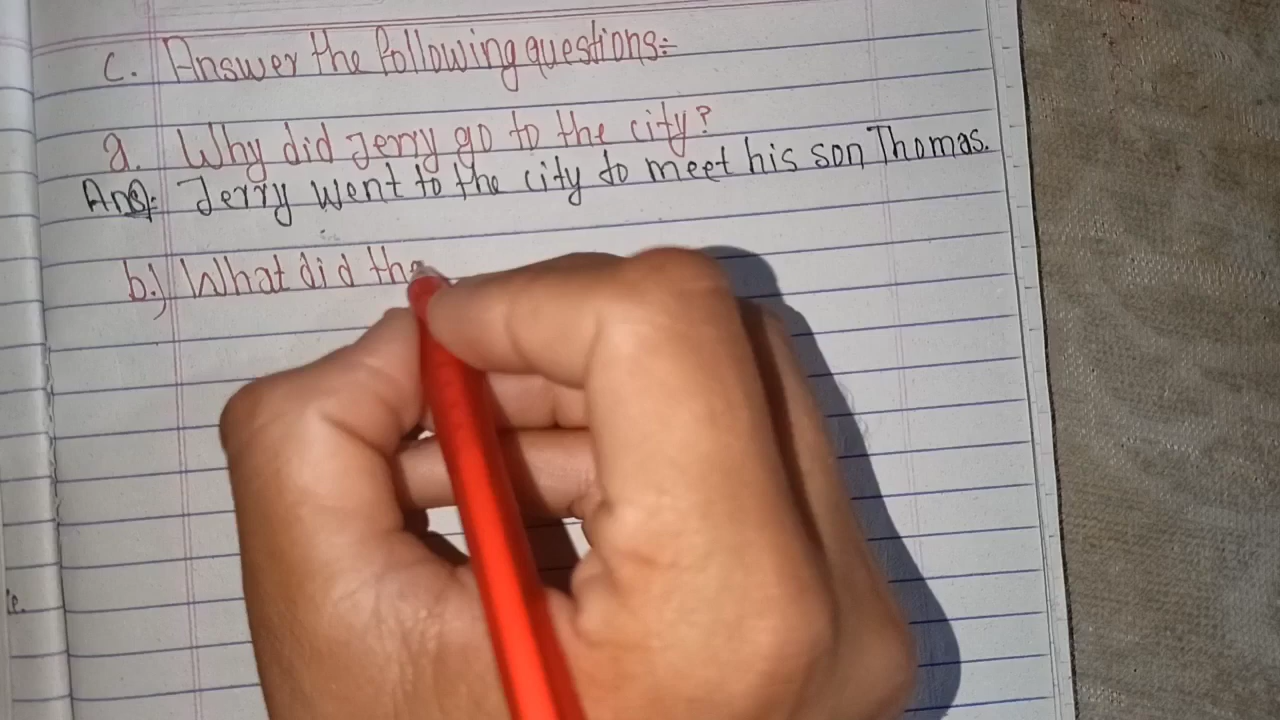 C. Answer the following questions:-
a. Why did Jerry go to the city?
Ans:- Jerry went to the city to meet his son Thomas.
b.) What did the